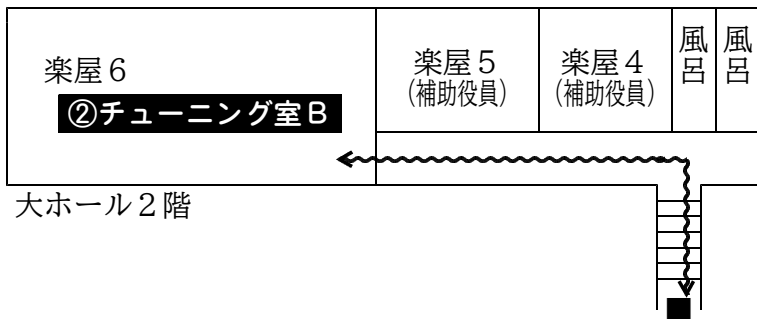 楽屋６
②チューニング室Ｂ
楽屋５
（補助役員）
楽屋４
（補助役員）
風呂
風呂
大ホール２階